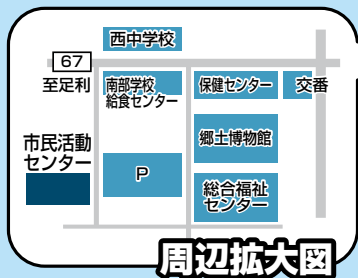 西中学校
67
至足利
南部学校
給食センター
保健センター
交番
郷土博物館
市民活動
センター
P
総合福祉
センター
周辺拡大図